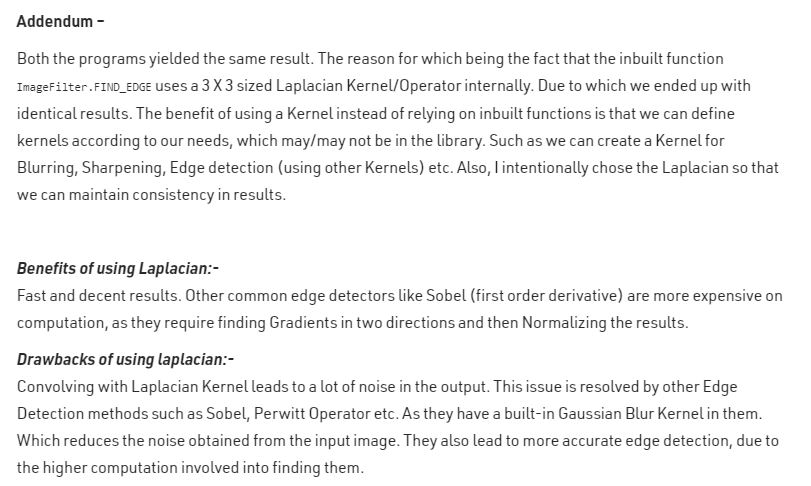 Addendum –
Both the programs yielded the same result. The reason for which being the fact that the inbuilt function
ImageFilter.FIND_EDGE uses a 3 X 3 sized Laplacian Kernel/Operator internally. Due to which we ended up with
identical results. The benefit of using a Kernel instead of relying on inbuilt functions is that we can define
kernels according to our needs, which may/may not be in the library. Such as we can create a Kernel for
Blurring, Sharpening, Edge detection (using other Kernels) etc. Also, I intentionally chose the Laplacian so that
we can maintain consistency in results.
Benefits of using Laplacian:-
Fast and decent results. Other common edge detectors like Sobel (first order derivative) are more expensive on
computation, as they require finding Gradients in two directions and then Normalizing the results.
Drawbacks of using laplacian:-
Convolving with Laplacian Kernel leads to a lot of noise in the output. This issue is resolved by other Edge
Detection methods such as Sobel, Perwitt Operator etc. As they have a built-in Gaussian Blur Kernel in them.
Which reduces the noise obtained from the input image. They also lead to more accurate edge detection, due to
the higher computation involved into finding them.